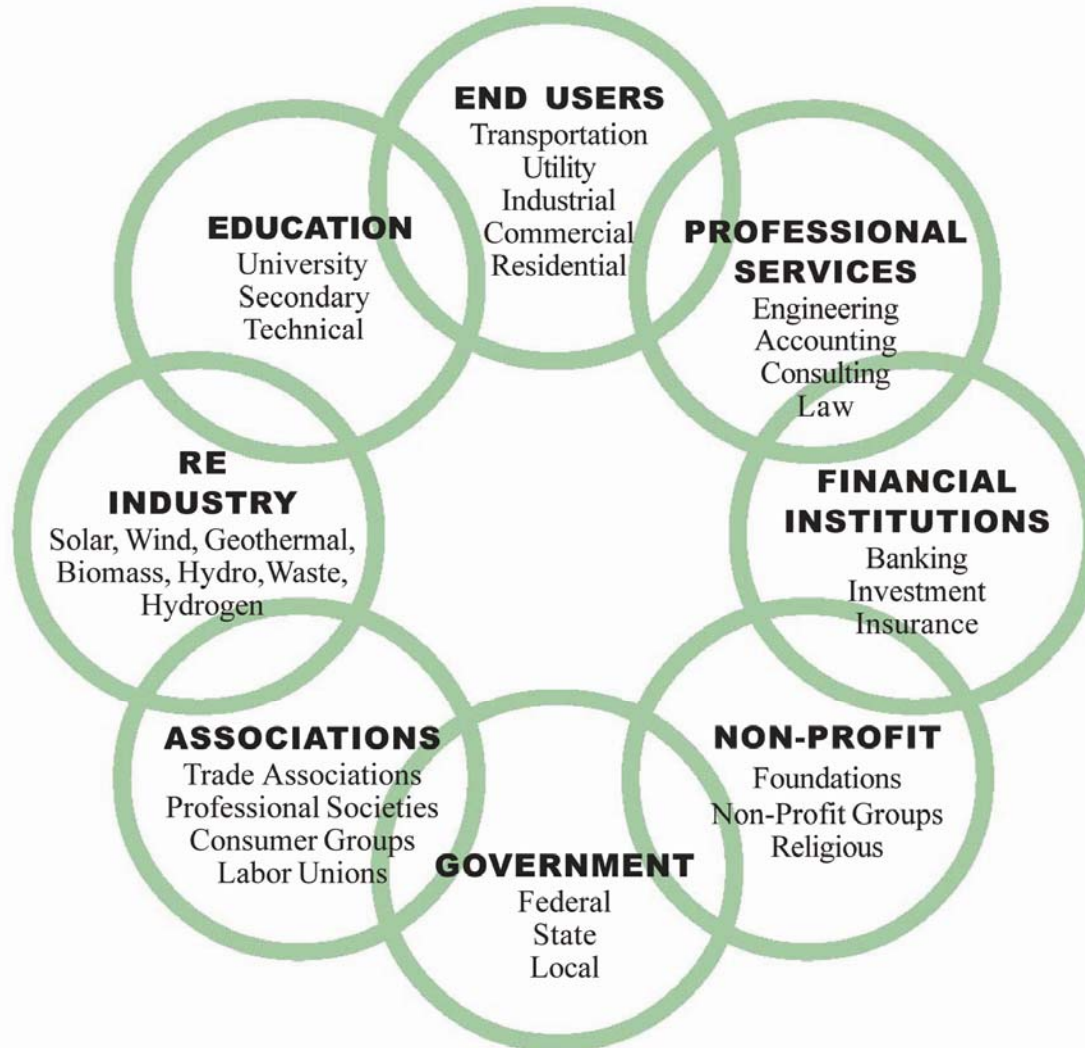 END USERS
Transportation
Utility
Industrial
Commercial
Residential
PROFESSIONAL
SERVICES
Engineering
Accounting
Consulting
Law
FINANCIAL
INSTITUTIONS
Banking
Investment
Insurance
NON-PROFIT
Foundations
Non-Profit Groups
Religious
GOVERNMENT
Federal
State
Local
ASSOCIATIONS
Trade Associations
Professional Societies
Consumer Groups
Labor Unions
RE
INDUSTRY
Solar, Wind, Geothermal,
Biomass, Hydro,Waste,
Hydrogen
EDUCATION
University
Secondary
Technical